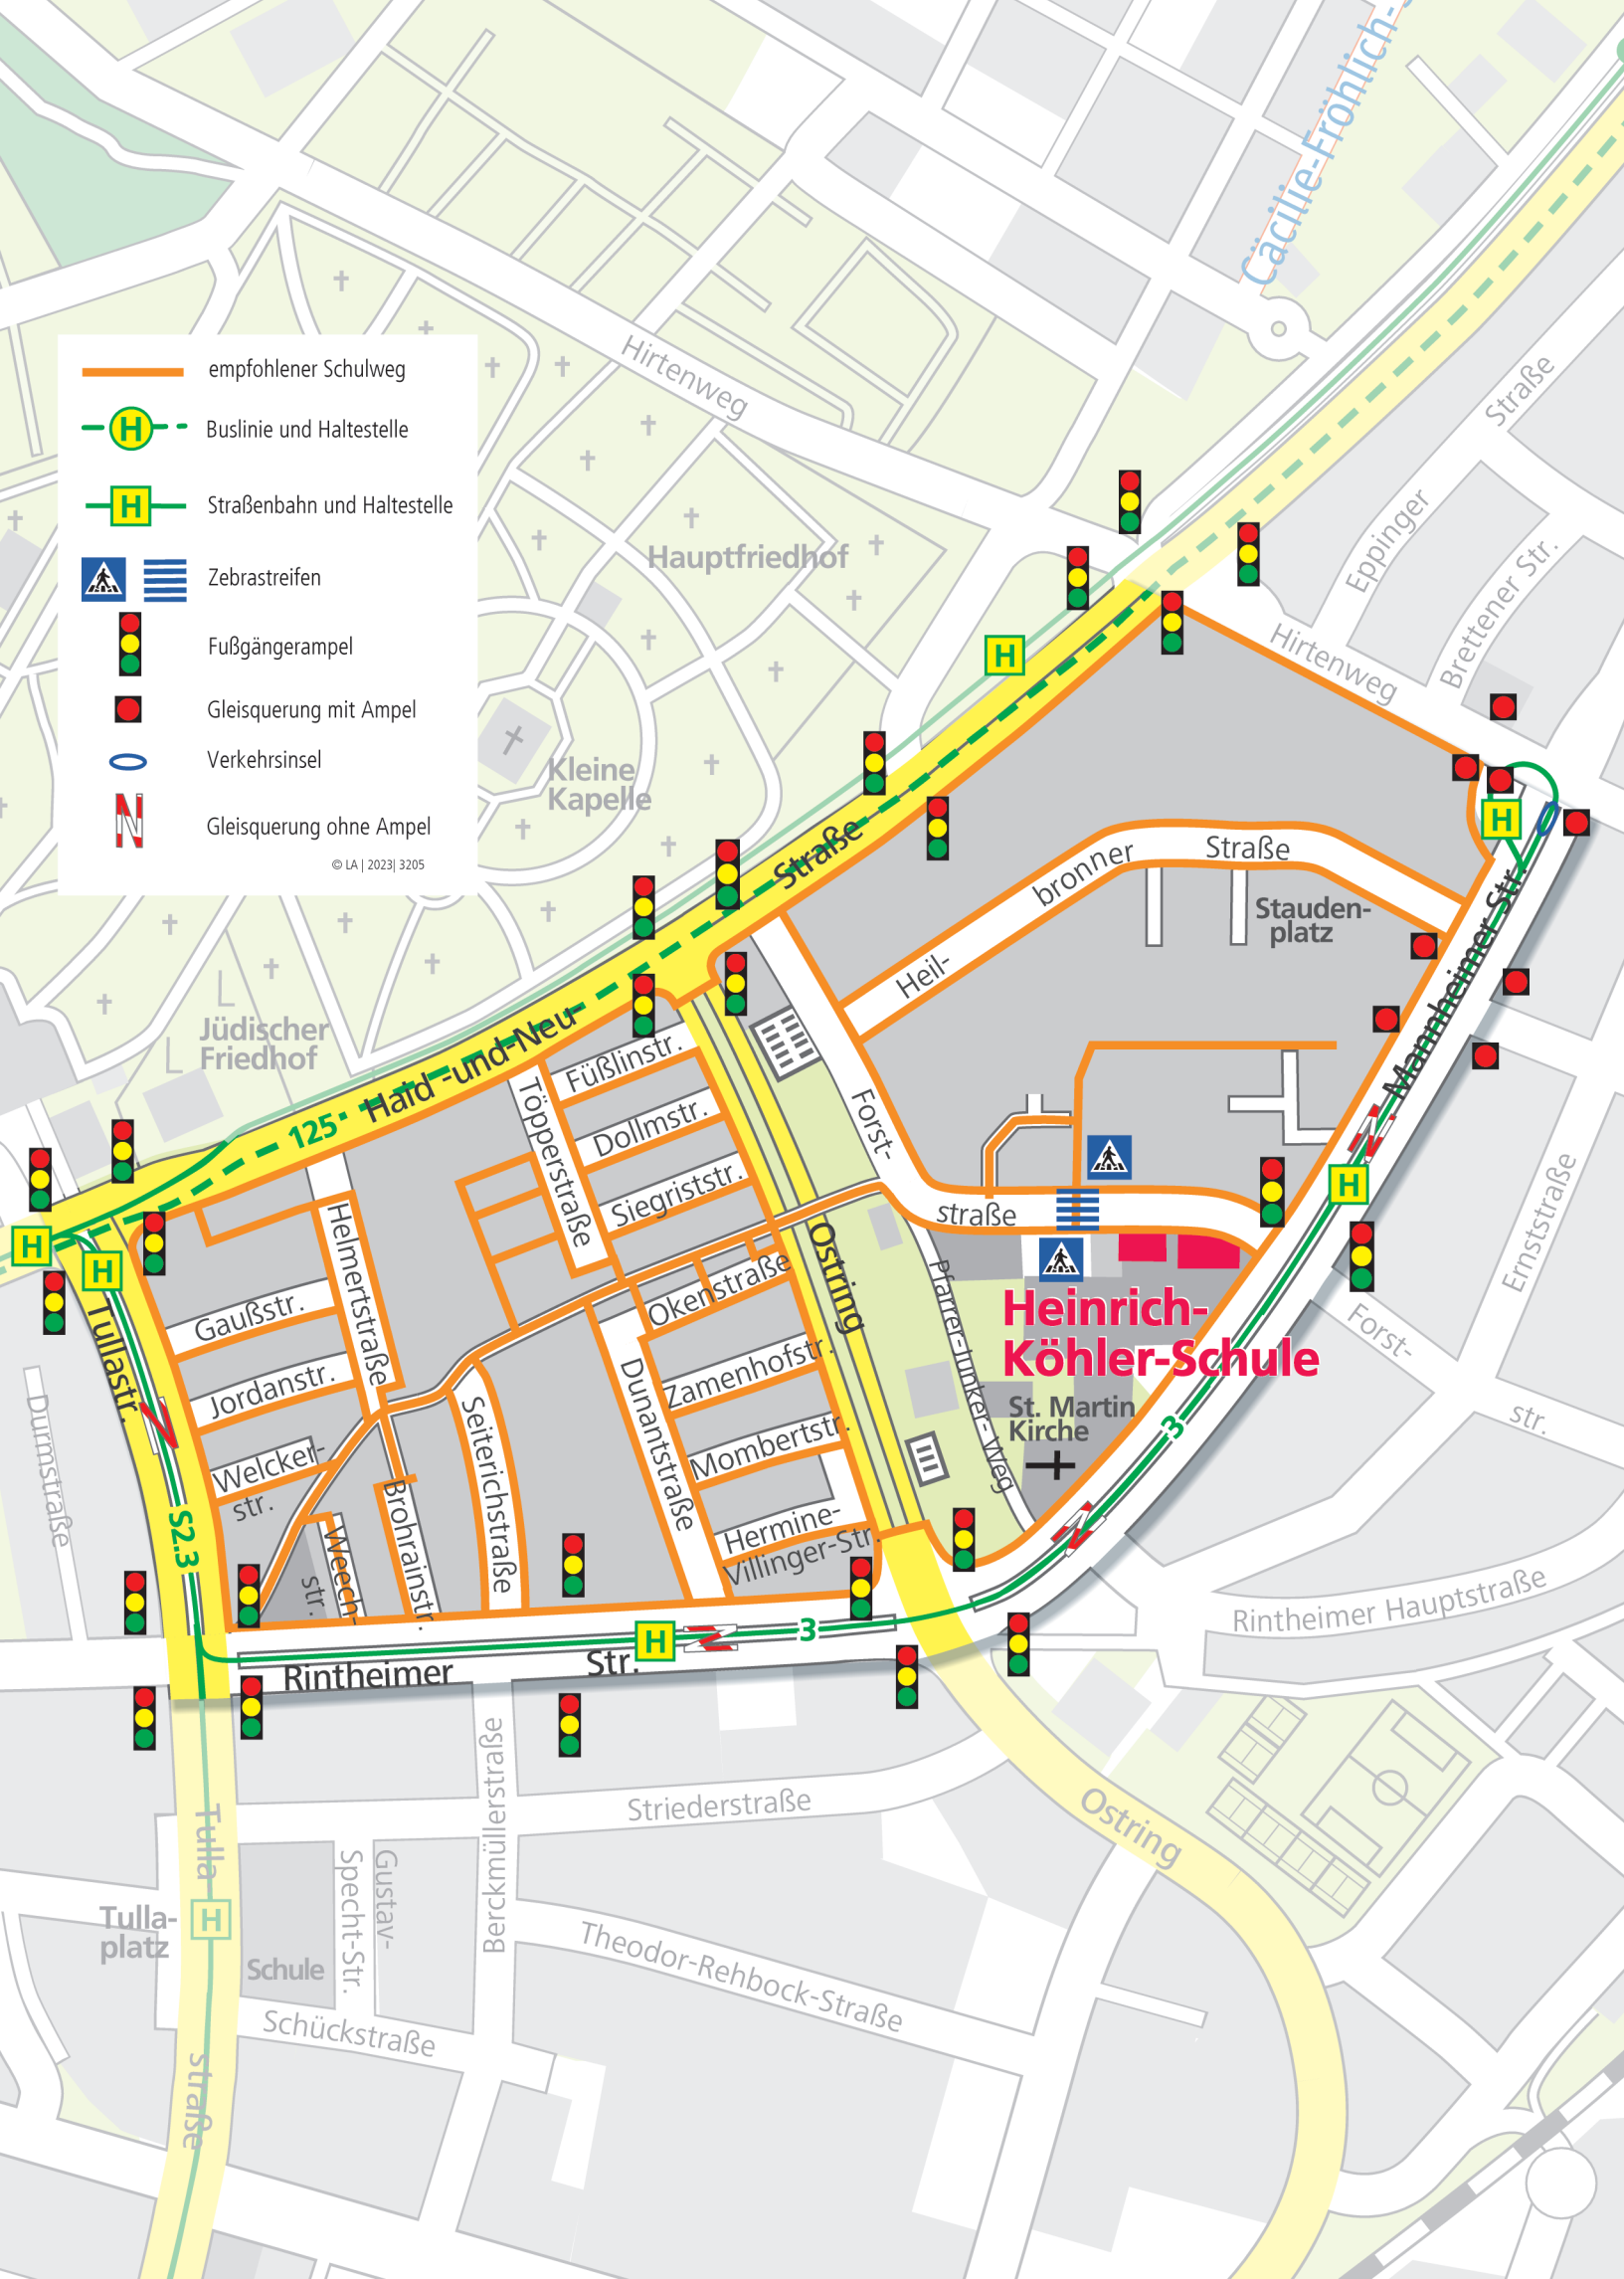 Cäcilie-Fröhlich-
Hirtenweg
Straße
empfohlener Schulweg
H
Buslinie und Haltestelle
H
Straßenbahn und Haltestelle
Zebrastreifen
Fußgängerampel
Gleisquerung mit Ampel
Verkehrsinsel
N
Gleisquerung ohne Ampel
© LA | 2023| 3205
Hauptfriedhof
Eppinger
Brettener Str.
Hirtenweg
H
Kleine
Kapelle
H
Straße
bronner
Straße
Heil-
Stauden-
platz
Mannheimer Str.
Jüdischer
Friedhof
125
Haid -und-Neu-
Füßlinstr.
Töpperstraße
Dollmstr.
Siegriststr.
Forst-
straße
N
H
Ernststraße
H
H
Helmertstraße
Ostring
Okenstraße
Gaußstr.
Tullastr.
Jordanstr.
Pfarrer-Junker-Weg
Heinrich-
Köhler-Schule
Forst-
str.
Durmstraße
N
Dunantstraße
Zamenhofstr.
St. Martin
Kirche
3
Seiterichstraße
Mombertstr.
Welcker-
str.
S2.3
Brohrainstr.
Weech-
str.
Hermine-
Villinger-Str.
N
Rintheimer Hauptstraße
H
N
3
Rintheimer
Str.
Berckmüllerstraße
Striederstraße
Ostring
Tulla
straße
Gustav-
Specht-Str.
Tulla-
platz
H
Schule
Theodor-Rehbock-Straße
Schückstraße